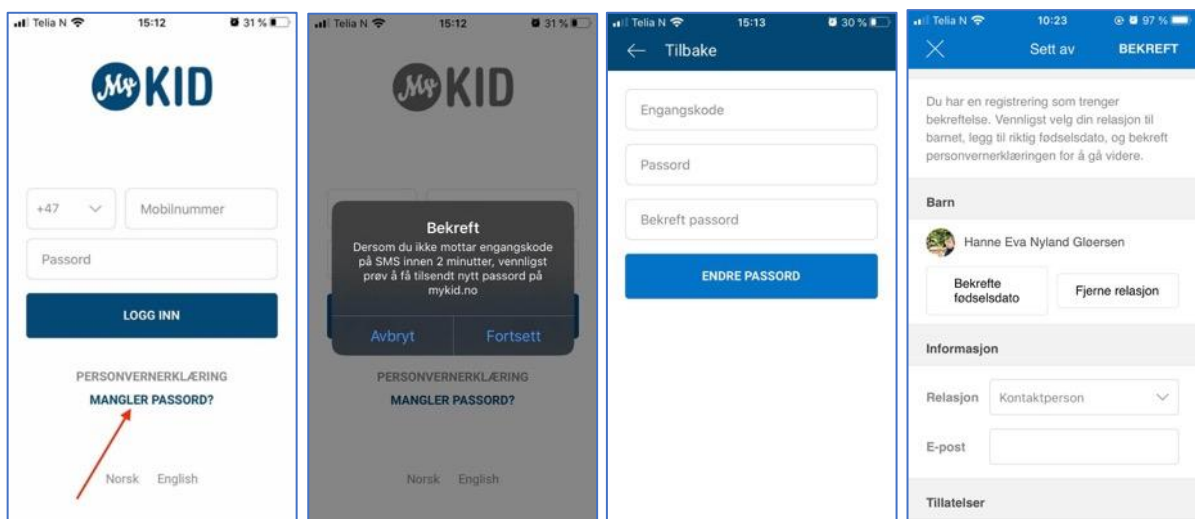 Telia N 15:12 31 %
My KID
+47 Mobilnummer
Passord
LOGG INN
PERSONVERNERKLÆRING
MANGLER PASSORD?
Norsk English
Telia N 15:12 31 %
My KID
Bekreft
Dersom du ikke mottar engangskode
på SMS innen 2 minutter, vennligst
prøv å få tilsendt nytt passord på
mykid.no
Avbryt Fortsett
PERSONVERNERKLÆRING
MANGLER PASSORD?
Norsk English
Telia N 15:13 30 %
Tilbake
Engangskode
Passord
Bekreft passord
ENDRE PASSORD
Telia N 10:23 97 %
Sett av BEKREFT
Du har en registrering som trenger
bekreftelse. Vennligst velg din relasjon til
barnet, legg til riktig fødselsdato, og bekreft
personvernerklæringen for å gå videre.
Barn
Hanne Eva Nyland Gløersen
Bekrefte
fødselsdato
Fjerne relasjon
Informasjon
Relasjon Kontaktperson
E-post
Tillatelser